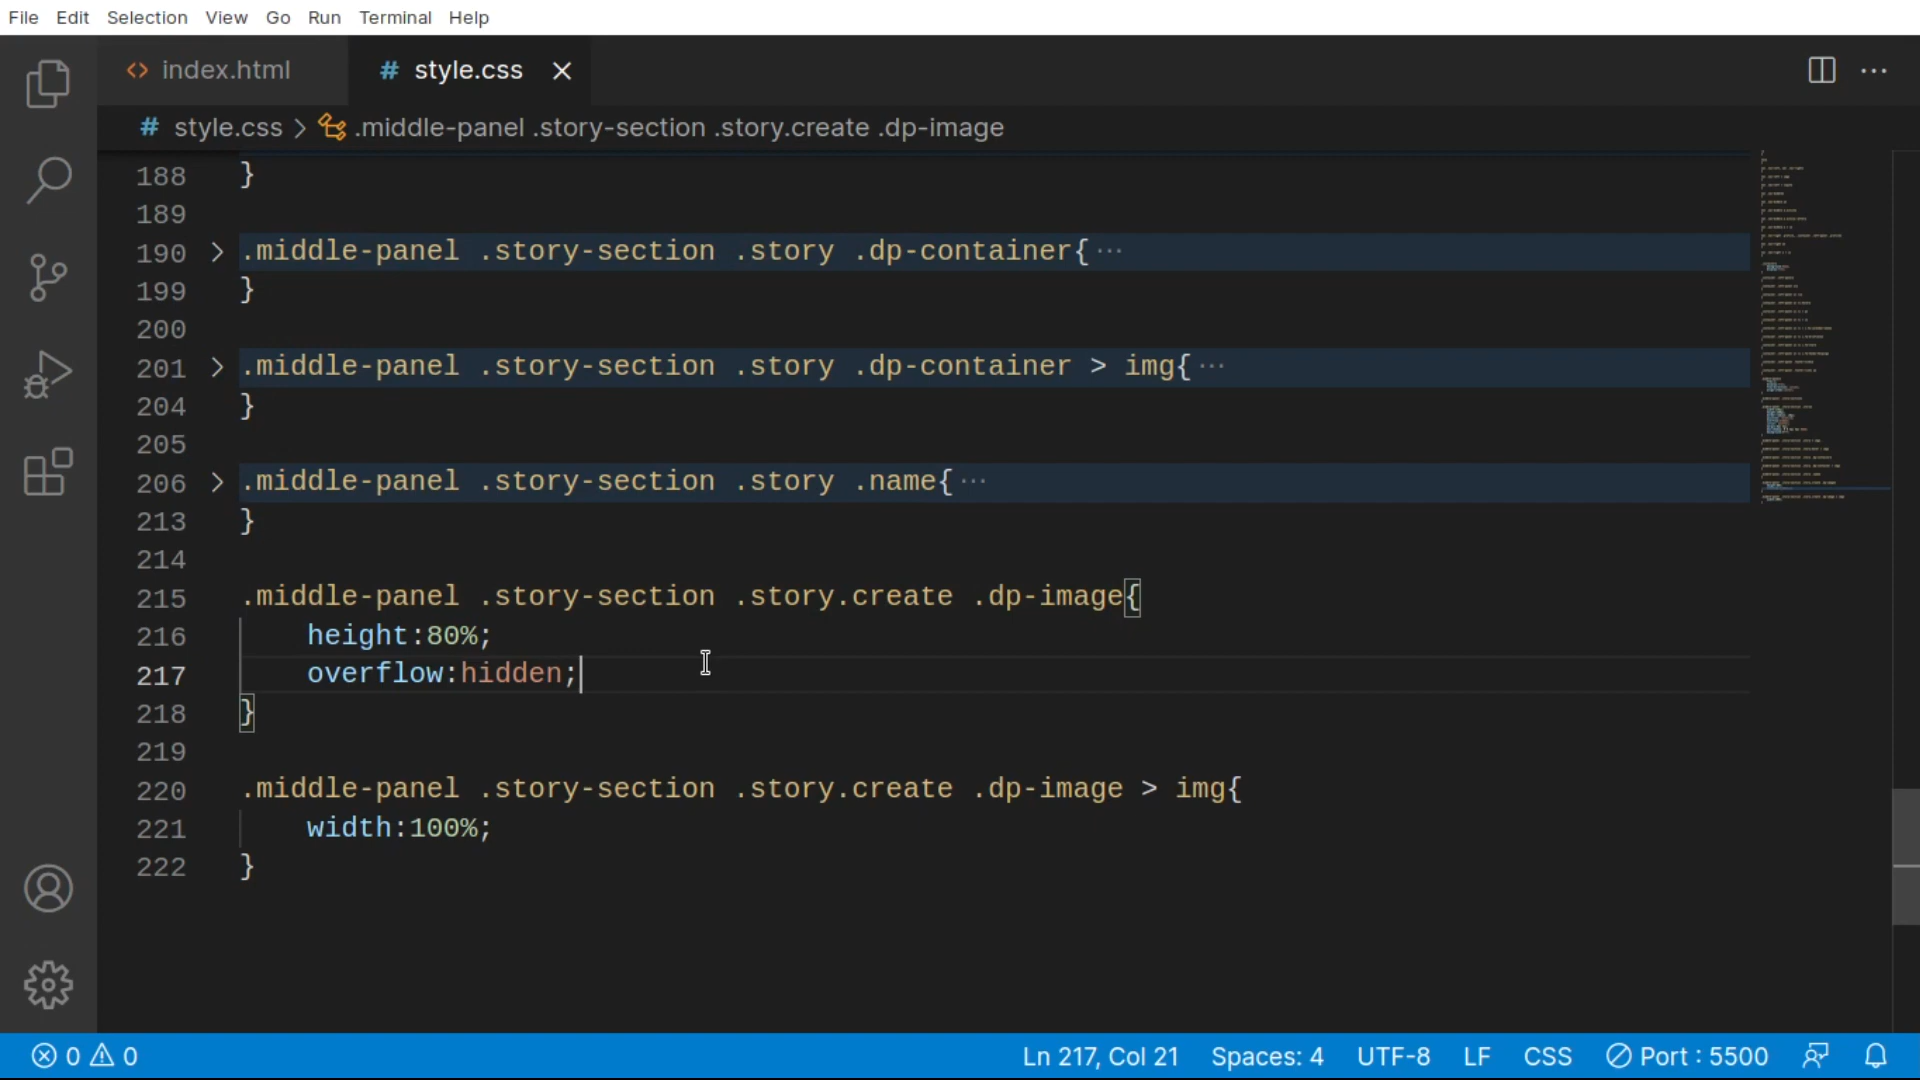 File Edit Selection View Go Run Terminal Help
<> index.html # style.css
# style.css > .middle-panel .story-section .story.create .dp-image
188 }
189
190 .middle-panel .story-section .story .dp-container{ ···
199 }
200
201 .middle-panel .story-section .story .dp-container > img{ ···
204 }
205
206 .middle-panel .story-section .story .name{ ···
213 }
214
215 .middle-panel .story-section .story.create .dp-image{
216 height:80%;
217 overflow:hidden;
218 }
219
220 .middle-panel .story-section .story.create .dp-image > img{
221 width:100%;
222 }
0 0 Ln 217, Col 21 Spaces: 4 UTF-8 LF CSS Port : 5500